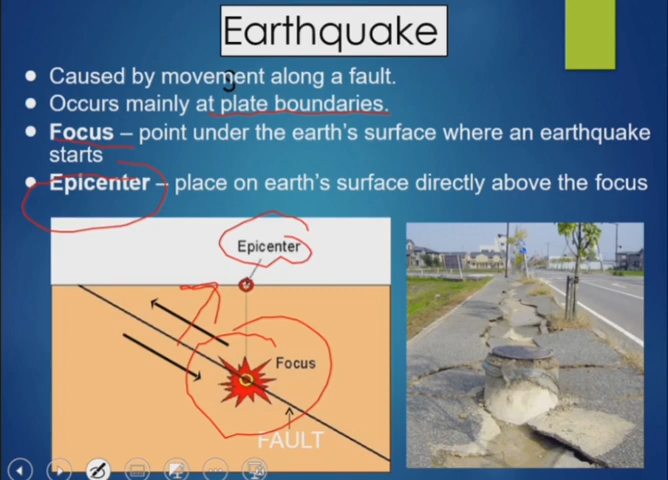 Earthquake
● Caused by movement along a fault.
● Occurs mainly at plate boundaries.
● Focus – point under the earth's surface where an earthquake
starts
● Epicenter – place on earth's surface directly above the focus
Epicenter
Focus
FAULT